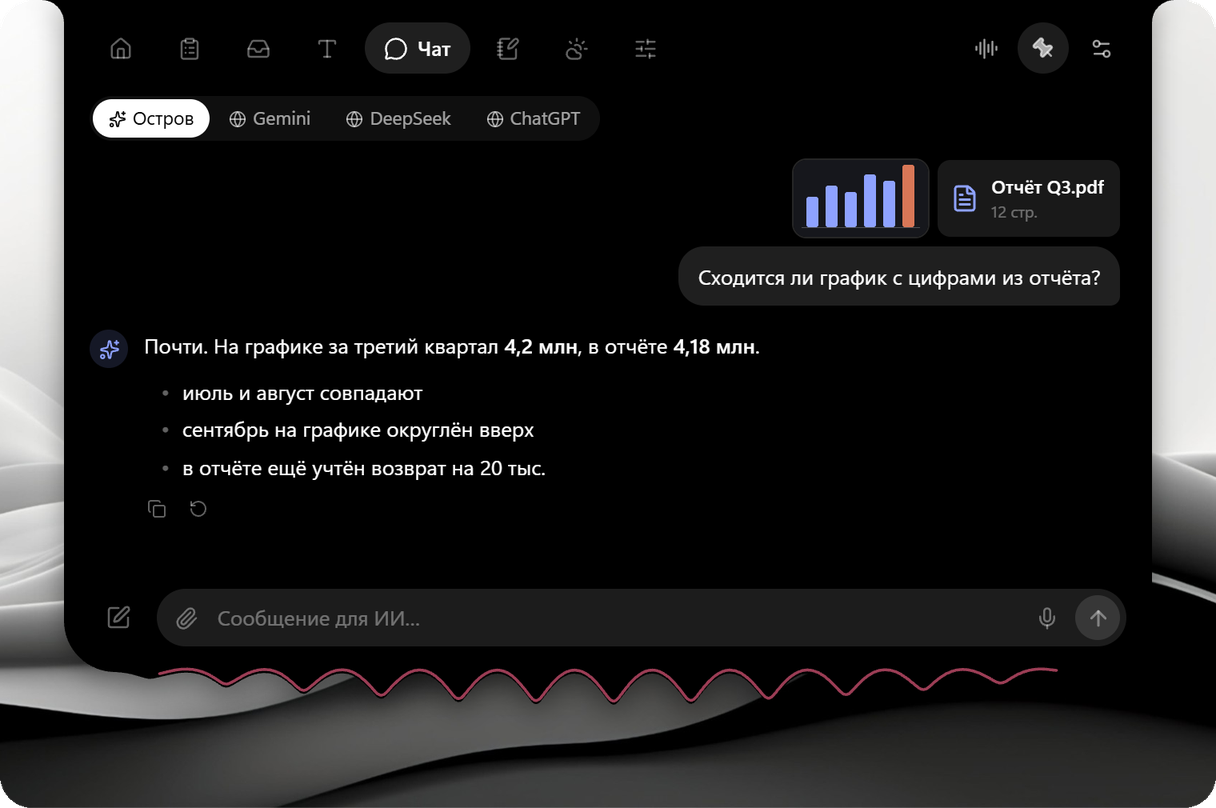 Чат
Остров
Gemini
DeepSeek
ChatGPT
Отчёт Q3.pdf
12 стр.
Сходится ли график с цифрами из отчёта?
Почти. На графике за третий квартал 4,2 млн, в отчёте 4,18 млн.
• июль и август совпадают
• сентябрь на графике округлён вверх
• в отчёте ещё учтён возврат на 20 тыс.
Сообщение для ИИ...